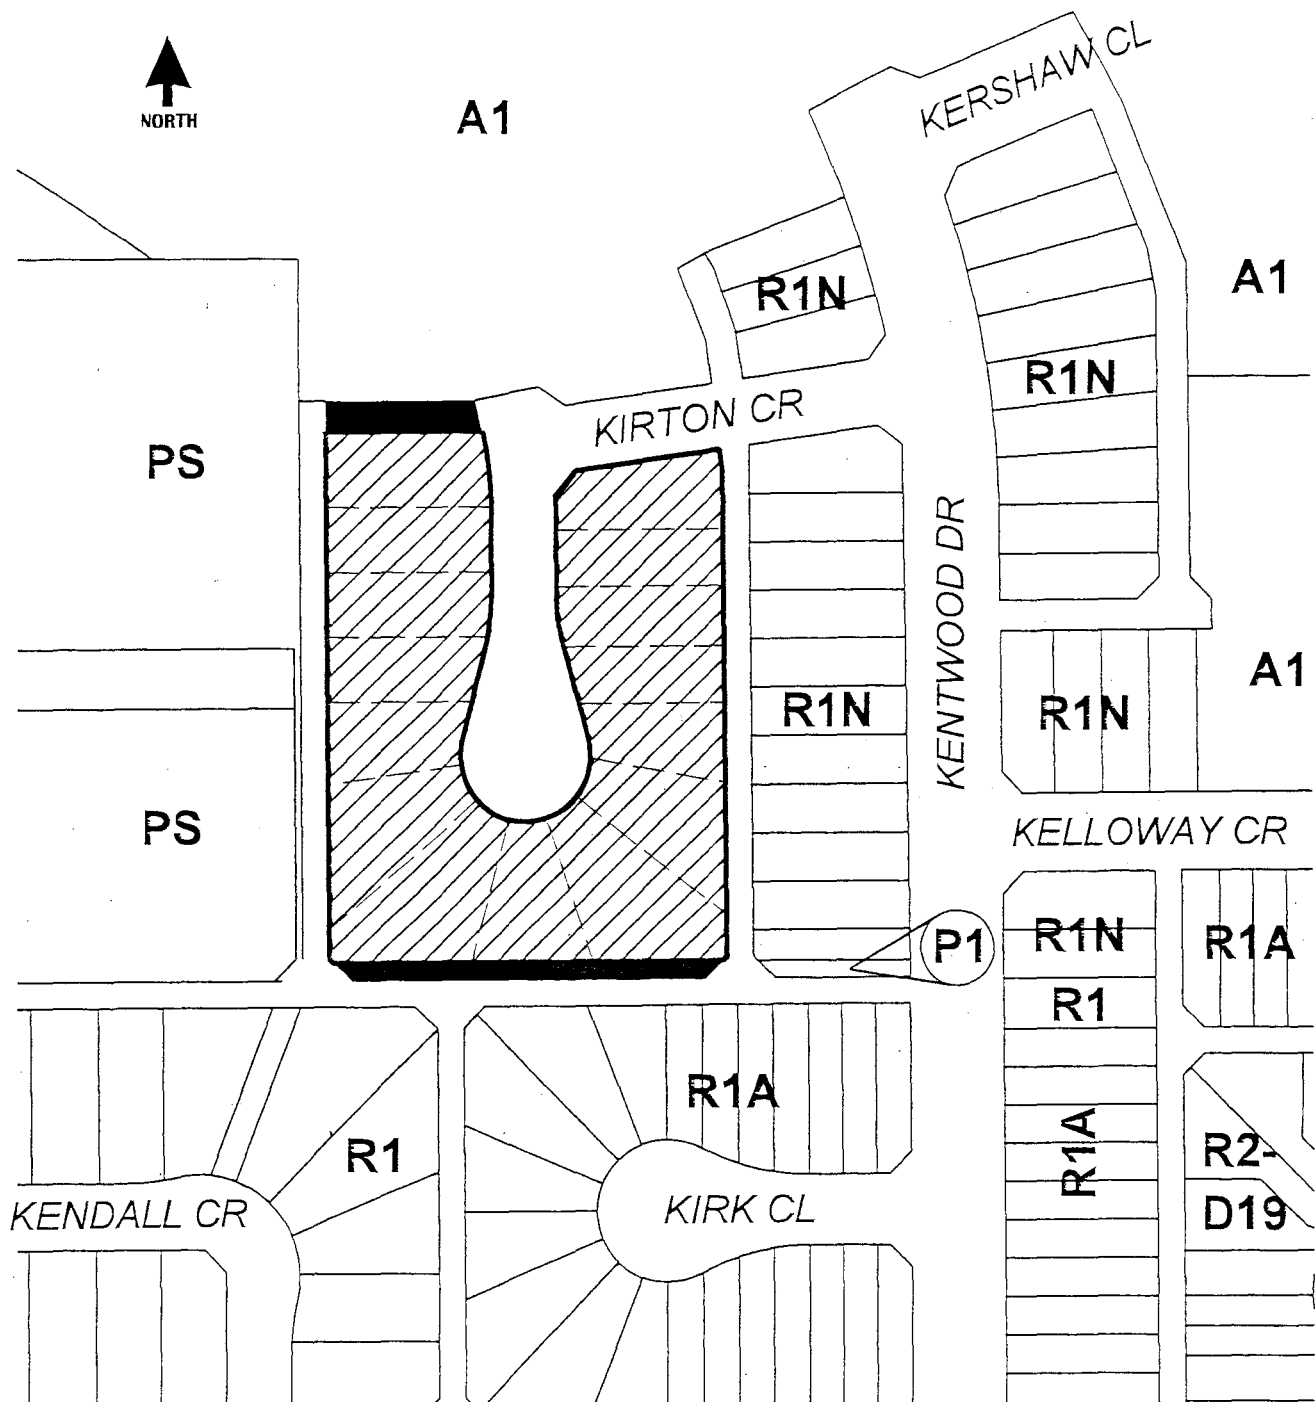 KERSHAW CL
A1
NORTH
A1
R1N
R1N
KIRTON CR
PS
KENTWOOD DR
A1
R1N
R1N
PS
KELLOWAY CR
P1
R1N
R1A
R1
R1A
R1A
R1
R2-
D19
KENDALL CR
KIRK CL